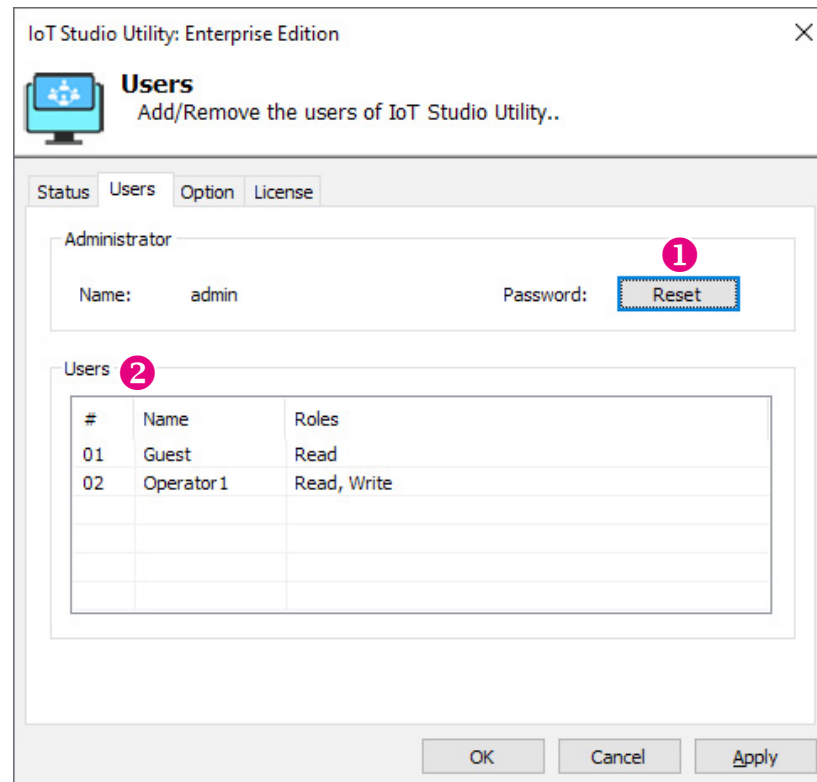 IoT Studio Utility: Enterprise Edition
Users
Add/Remove the users of IoT Studio Utility..
Status Users Option License
Administrator
1
Name: admin Password: Reset
Users 2
# Name Roles
01 Guest Read
02 Operator1 Read, Write
OK Cancel Apply